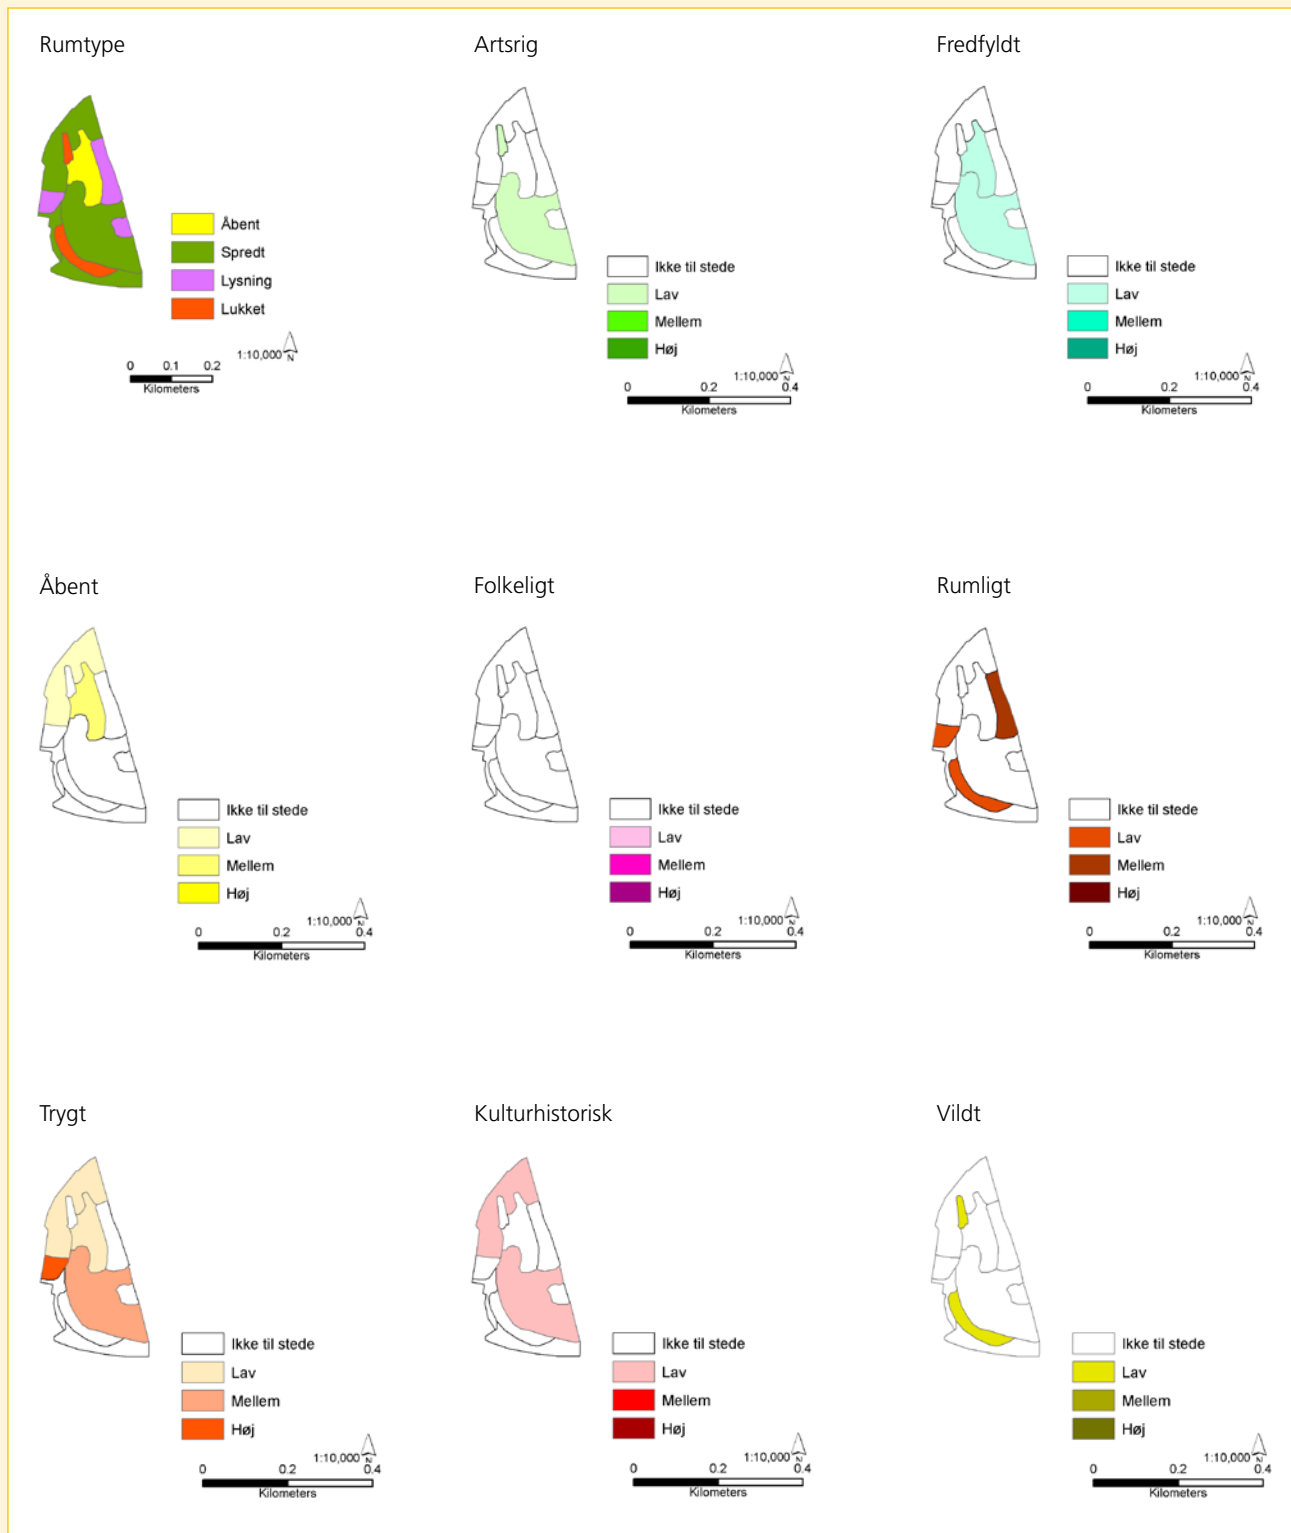 Rumtype
Åbent
Spredt
Lysning
Lukket
1:10,000
N
0 0.1 0.2
Kilometers
Artsrig
Ikke til stede
Lav
Mellem
Høj
1:10,000
N
0 0.2 0.4
Kilometers
Fredfyldt
Ikke til stede
Lav
Mellem
Høj
1:10,000
N
0 0.2 0.4
Kilometers
Åbent
Ikke til stede
Lav
Mellem
Høj
1:10,000
N
0 0.2 0.4
Kilometers
Folkeligt
Ikke til stede
Lav
Mellem
Høj
1:10,000
N
0 0.2 0.4
Kilometers
Rumligt
Ikke til stede
Lav
Mellem
Høj
1:10,000
N
0 0.2 0.4
Kilometers
Trygt
Ikke til stede
Lav
Mellem
Høj
1:10,000
N
0 0.2 0.4
Kilometers
Kulturhistorisk
Ikke til stede
Lav
Mellem
Høj
1:10,000
N
0 0.2 0.4
Kilometers
Vildt
Ikke til stede
Lav
Mellem
Høj
1:10,000
N
0 0.2 0.4
Kilometers